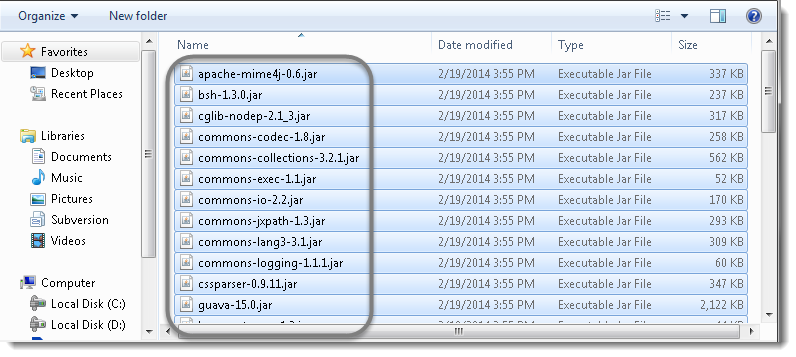 Organize New folder
Favorites
Desktop
Recent Places
Libraries
Documents
Music
Pictures
Subversion
Videos
Computer
Local Disk (C:)
Local Disk (D:)
Name Date modified Type Size
apache-mime4j-0.6.jar 2/19/2014 3:55 PM Executable Jar File 337 KB
bsh-1.3.0.jar 2/19/2014 3:55 PM Executable Jar File 237 KB
cglib-nodep-2.1_3.jar 2/19/2014 3:55 PM Executable Jar File 317 KB
commons-codec-1.8.jar 2/19/2014 3:55 PM Executable Jar File 258 KB
commons-collections-3.2.1.jar 2/19/2014 3:55 PM Executable Jar File 562 KB
commons-exec-1.1.jar 2/19/2014 3:55 PM Executable Jar File 52 KB
commons-io-2.2.jar 2/19/2014 3:55 PM Executable Jar File 170 KB
commons-jxpath-1.3.jar 2/19/2014 3:55 PM Executable Jar File 293 KB
commons-lang3-3.1.jar 2/19/2014 3:55 PM Executable Jar File 309 KB
commons-logging-1.1.1.jar 2/19/2014 3:55 PM Executable Jar File 60 KB
cssparser-0.9.11.jar 2/19/2014 3:55 PM Executable Jar File 347 KB
guava-15.0.jar 2/19/2014 3:55 PM Executable Jar File 2,122 KB